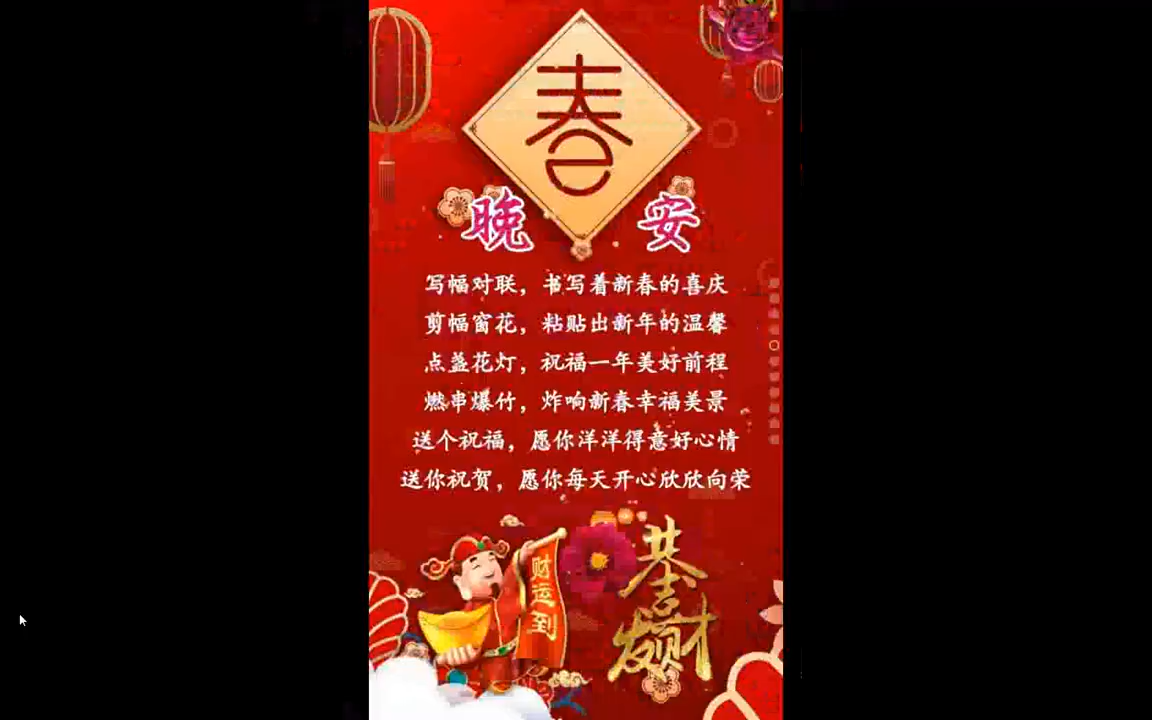 春
晚 安
写幅对联，书写着新春的喜庆
剪幅窗花，粘贴出新年的温馨
点盏花灯，祝福一年美好前程
燃串爆竹，炸响新春幸福美景
送个祝福，愿你洋洋得意好心情
送你祝贺，愿你每天开心欣欣向荣
财运到
恭喜
发财